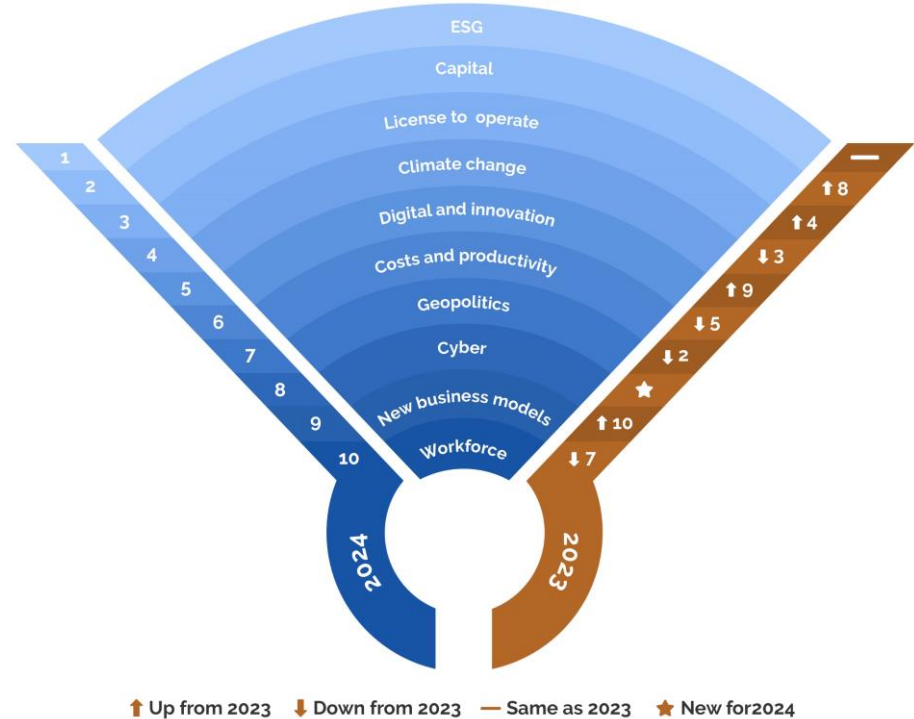 ESG
Capital
License to operate
Climate change
Digital and innovation
Costs and productivity
Geopolitics
Cyber
New business models
Workforce
1
2
3
4
5
6
7
8
9
10
—
⬆ 8
⬆ 4
⬇ 3
⬆ 9
⬇ 5
⬇ 2
★
⬆ 10
⬇ 7
2024
2023
⬆ Up from 2023 ⬇ Down from 2023 — Same as 2023 ★ New for2024